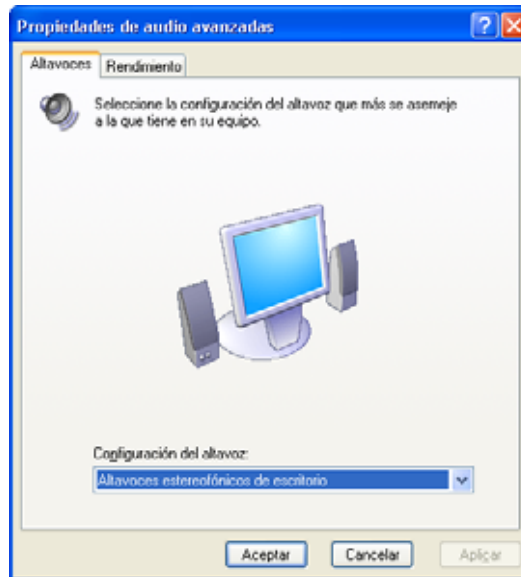 Propiedades de audio avanzadas
Altavoces Rendimiento
Seleccione la configuración del altavoz que más se asemeje
a la que tiene en su equipo.
Configuración del altavoz:
Altavoces estereofónicos de escritorio
Aceptar Cancelar Aplicar